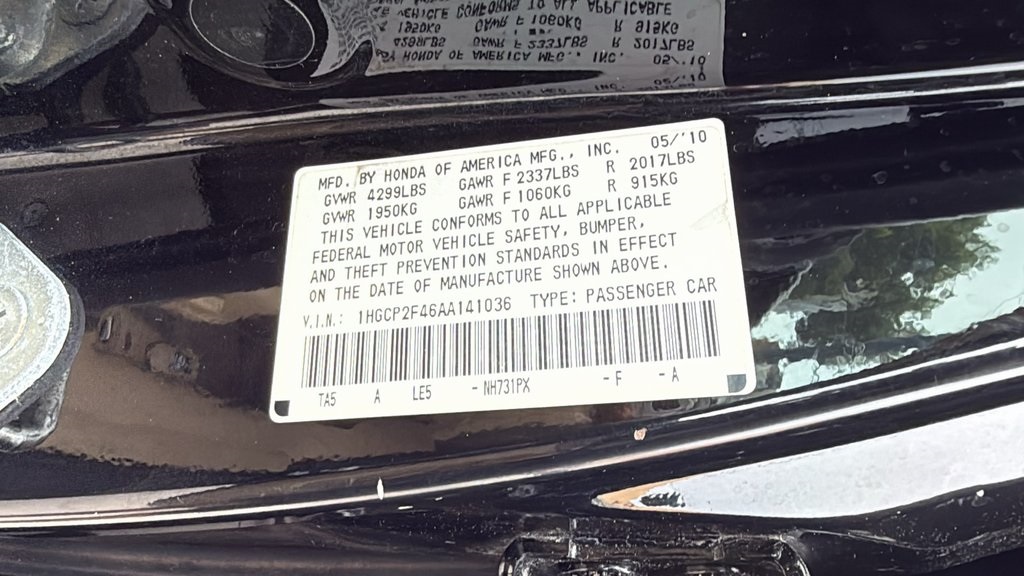 MFD. BY HONDA OF AMERICA MFG., INC. 05/'10
GVWR 4299LBS GAWR F 2337LBS R 2017LBS
GVWR 1950KG GAWR F 1060KG R 915KG
THIS VEHICLE CONFORMS TO ALL APPLICABLE
FEDERAL MOTOR VEHICLE SAFETY, BUMPER,
AND THEFT PREVENTION STANDARDS IN EFFECT
ON THE DATE OF MANUFACTURE SHOWN ABOVE.
V.I.N.: 1HGCP2F46AA141036 TYPE: PASSENGER CAR
TA5 A LE5 -NH731PX -F -A